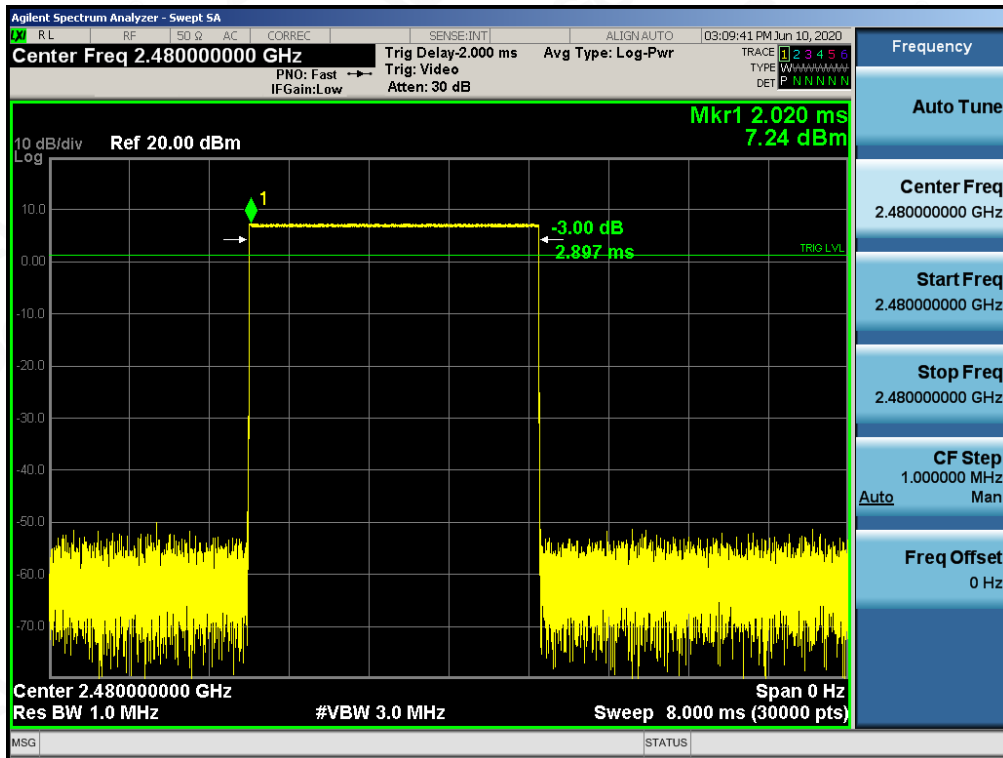 Agilent Spectrum Analyzer - Swept SA
LXI RL RF 50 Ω AC CORREC SENSE:INT ALIGN AUTO 03:09:41 PM Jun 10, 2020
Center Freq 2.480000000 GHz
Trig Delay-2.000 ms Avg Type: Log-Pwr
TRACE 1 2 3 4 5 6
PNO: Fast Trig: Video
TYPE WWWWWW
IFGain:Low Atten: 30 dB
DET P N N N N N
Mkr1 2.020 ms
7.24 dBm
10 dB/div Ref 20.00 dBm
Log
1
10.0
-3.00 dB
2.897 ms
TRIG LVL
0.00
-10.0
-20.0
-30.0
-40.0
-50.0
-60.0
-70.0
Center 2.480000000 GHz Span 0 Hz
Res BW 1.0 MHz #VBW 3.0 MHz Sweep 8.000 ms (30000 pts)
MSG STATUS
Frequency
Auto Tune
Center Freq
2.480000000 GHz
Start Freq
2.480000000 GHz
Stop Freq
2.480000000 GHz
CF Step
1.000000 MHz
Auto Man
Freq Offset
0 Hz